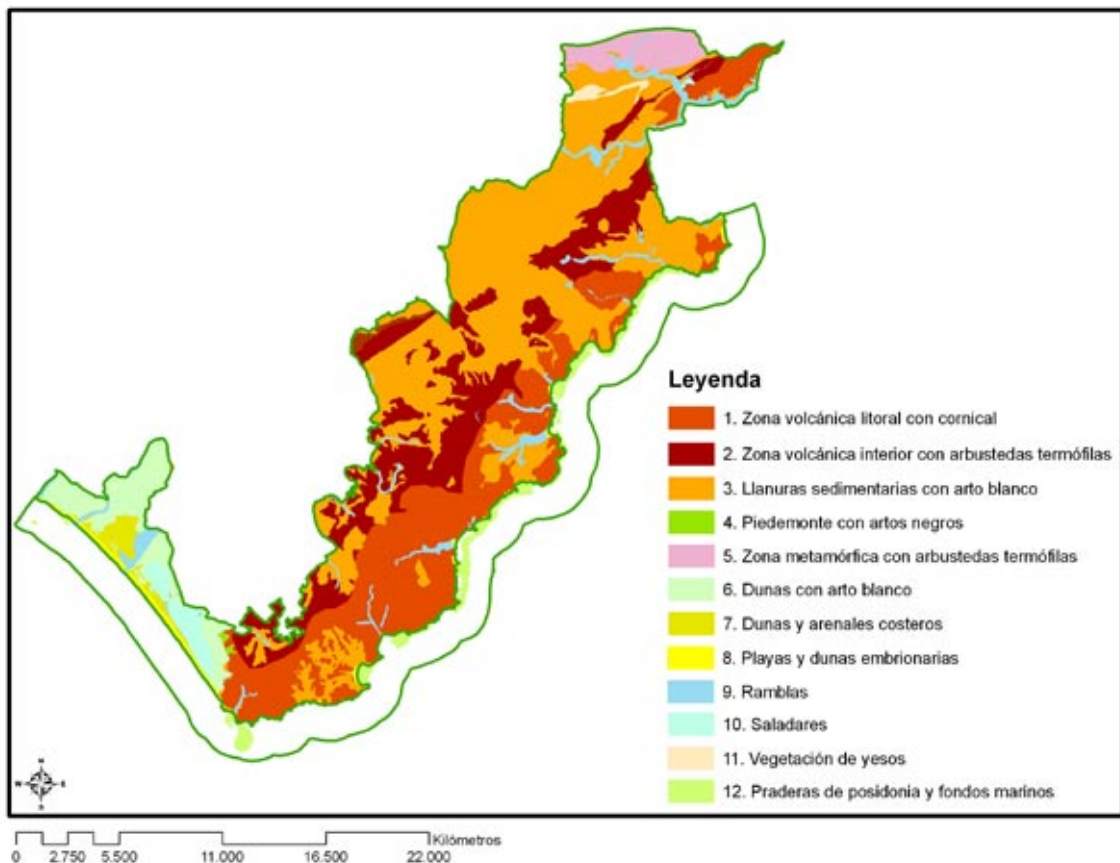 Leyenda
1. Zona volcánica litoral con cornical
2. Zona volcánica interior con arbustedas termófilas
3. Llanuras sedimentarias con arto blanco
4. Piedemonte con artos negros
5. Zona metamórfica con arbustedas termófilas
6. Dunas con arto blanco
7. Dunas y arenales costeros
8. Playas y dunas embrionarias
9. Ramblas
10. Saladares
11. Vegetación de yesos
12. Praderas de posidonia y fondos marinos
N
W E
S
Kilómetros
0 2.750 5.500 11.000 16.500 22.000